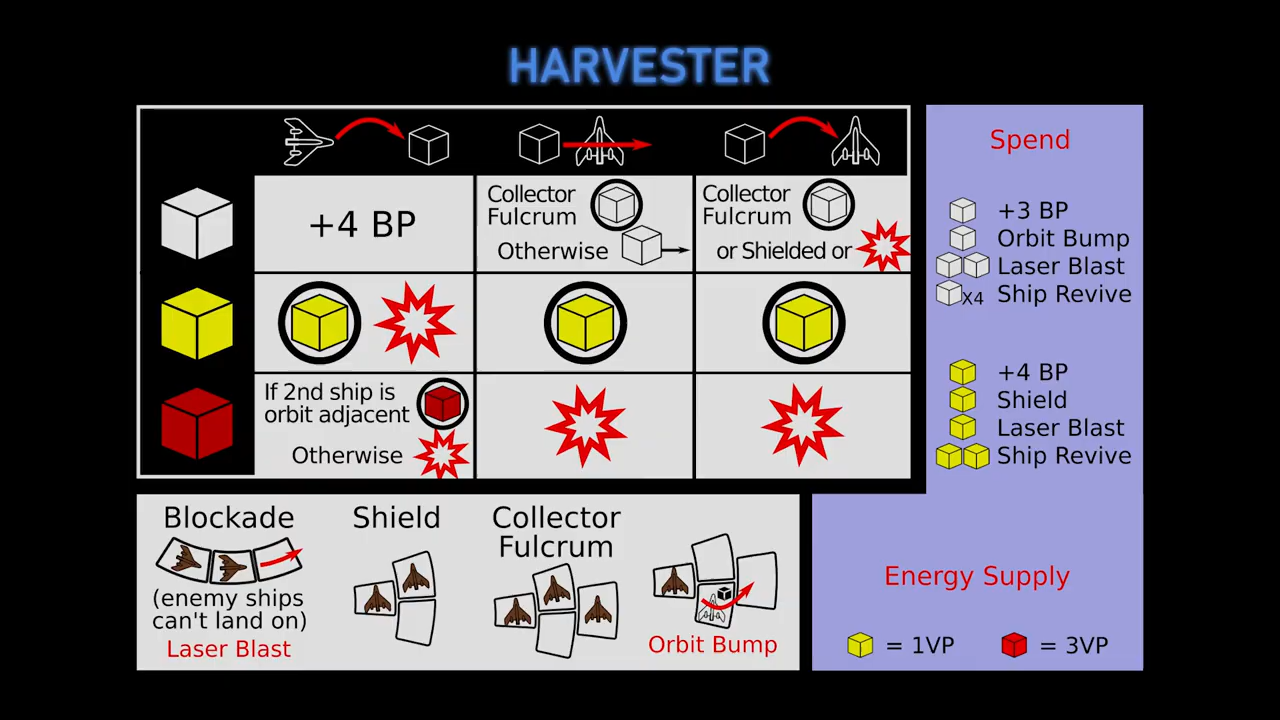 HARVESTER
+4 BP
Collector
Fulcrum
Otherwise
Collector
Fulcrum
or Shielded or
If 2nd ship is
orbit adjacent
Otherwise
Spend
+3 BP
Orbit Bump
Laser Blast
X4 Ship Revive
+4 BP
Shield
Laser Blast
Ship Revive
Blockade
(enemy ships
can't land on)
Laser Blast
Shield
Collector
Fulcrum
Orbit Bump
Energy Supply
= 1VP
= 3VP